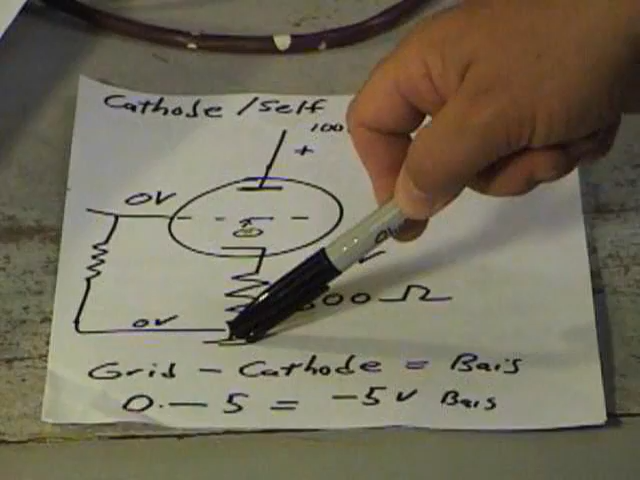 Cathode / Self
100
+
0V
0V
00 Ω
Grid - Cathode = Bais
0.- 5 = -5v Bais